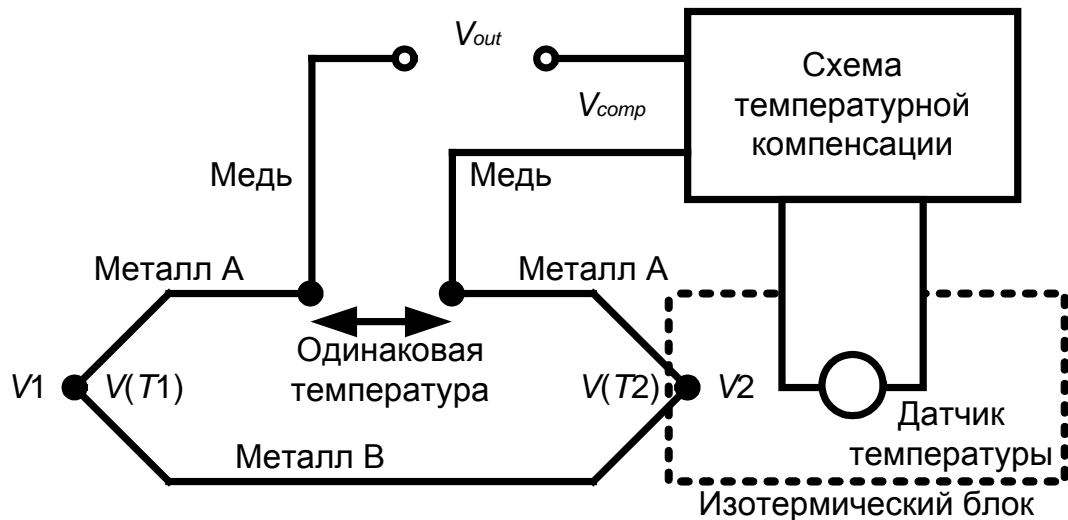 Vout
Схема
температурной
компенсации
Vcomp
Медь
Медь
Металл А
Металл А
Одинаковая
температура
V1
V(T1)
V(T2)
V2
Датчик
температуры
Металл В
Изотермический блок